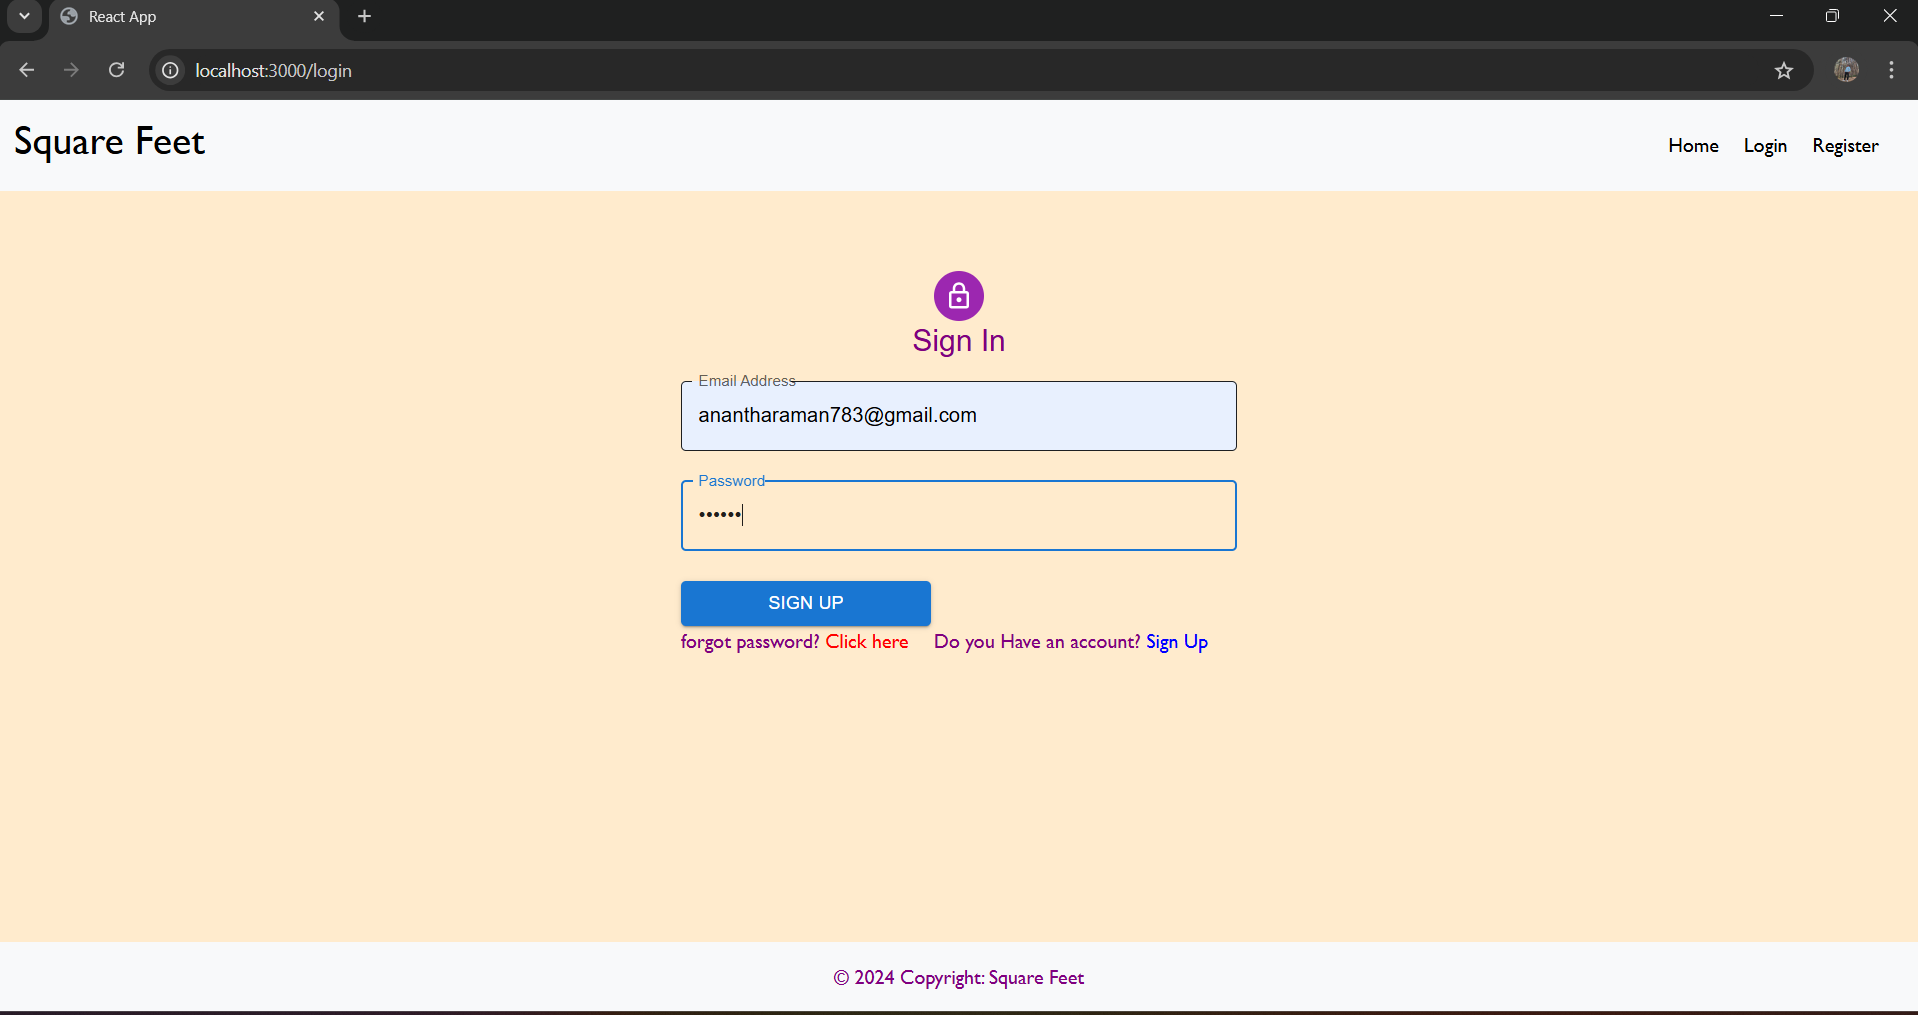 React App
localhost:3000/login
Square Feet
Home Login Register
Sign In
Email Address
anantharaman783@gmail.com
Password
••••••
SIGN UP
forgot password? Click here Do you Have an account? Sign Up
© 2024 Copyright: Square Feet